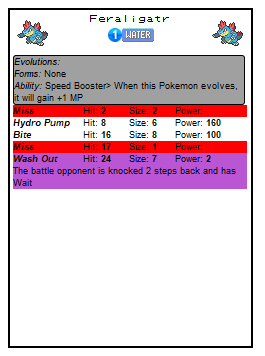 Feraligatr
1 WATER
Evolutions:
Forms: None
Ability: Speed Booster> When this Pokemon evolves,
it will gain +1 MP
Miss Hit: 2 Size: 2 Power:
Hydro Pump Hit: 8 Size: 6 Power: 160
Bite Hit: 16 Size: 8 Power: 100
Miss Hit: 17 Size: 1 Power:
Wash Out Hit: 24 Size: 7 Power: 2
The battle opponent is knocked 2 steps back and has
Wait